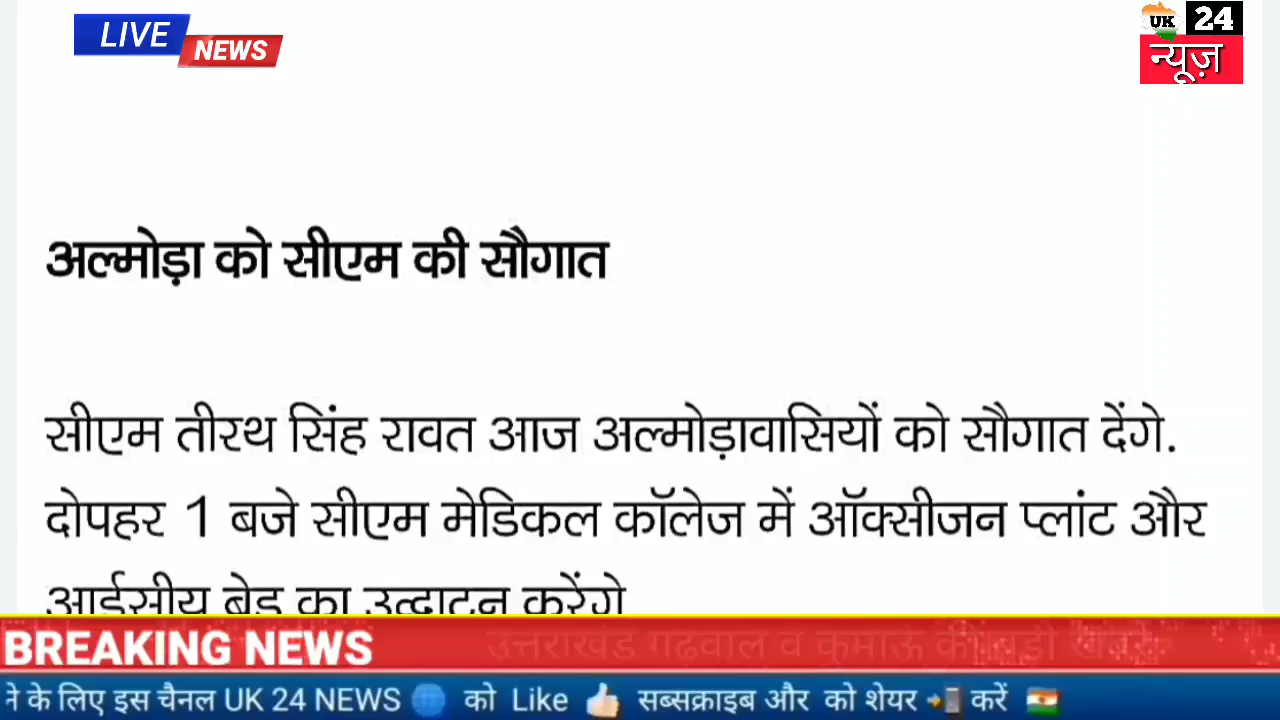 LIVE
NEWS
UK 24
न्यूज़
अल्मोड़ा को सीएम की सौगात
सीएम तीरथ सिंह रावत आज अल्मोड़ावासियों को सौगात देंगे.
दोपहर 1 बजे सीएम मेडिकल कॉलेज में ऑक्सीजन प्लांट और
आईसीयू बेड का उद्घाटन करेंगे
BREAKING NEWS
उत्तराखंड गढ़वाल व कुमाऊं की बड़ी खबरें
ने के लिए इस चैनल UK 24 NEWS 🌐 को Like 👍🏻 सब्सक्राइब और को शेयर 📲 करें 🇮🇳